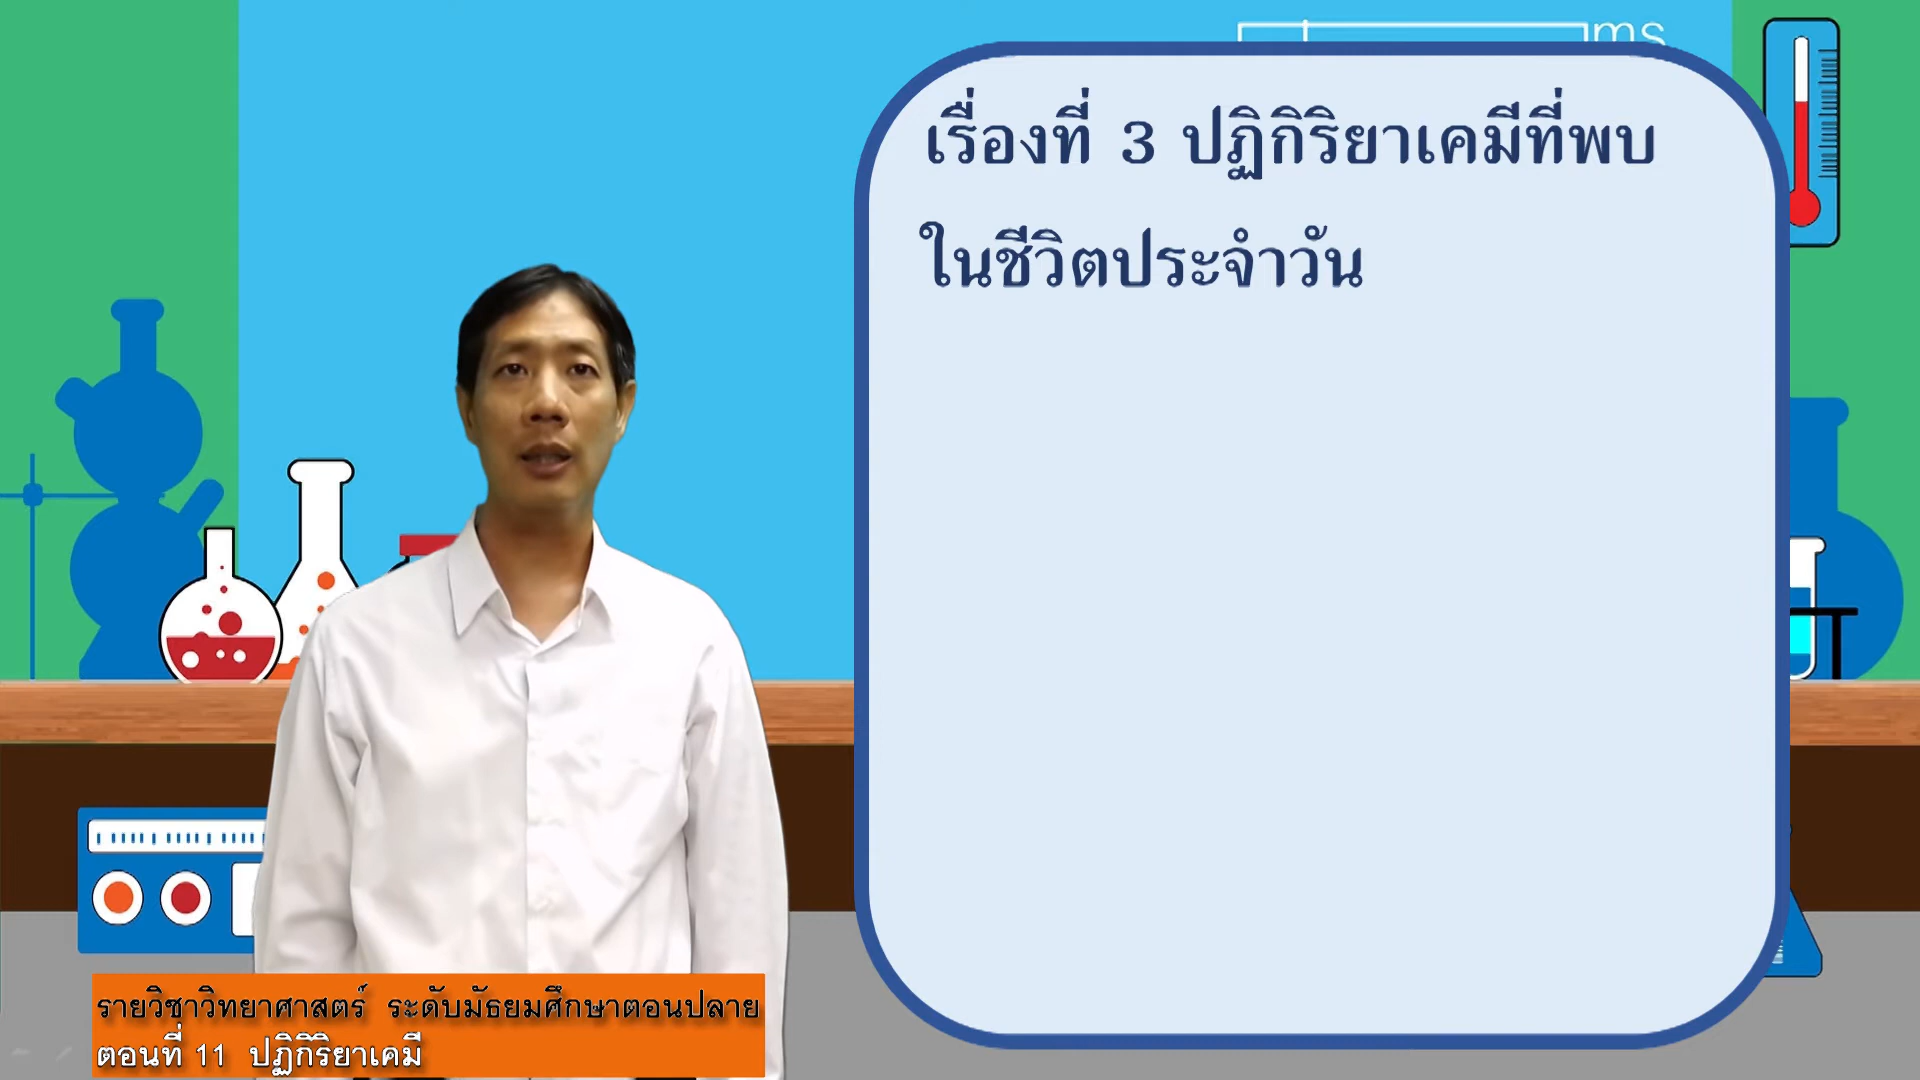 ms
เรื่องที่ 3 ปฏิกิริยาเคมีที่พบ
ในชีวิตประจำวัน
รายวิชาวิทยาศาสตร์ ระดับมัธยมศึกษาตอนปลาย
ตอนที่ 11 ปฏิกิริยาเคมี